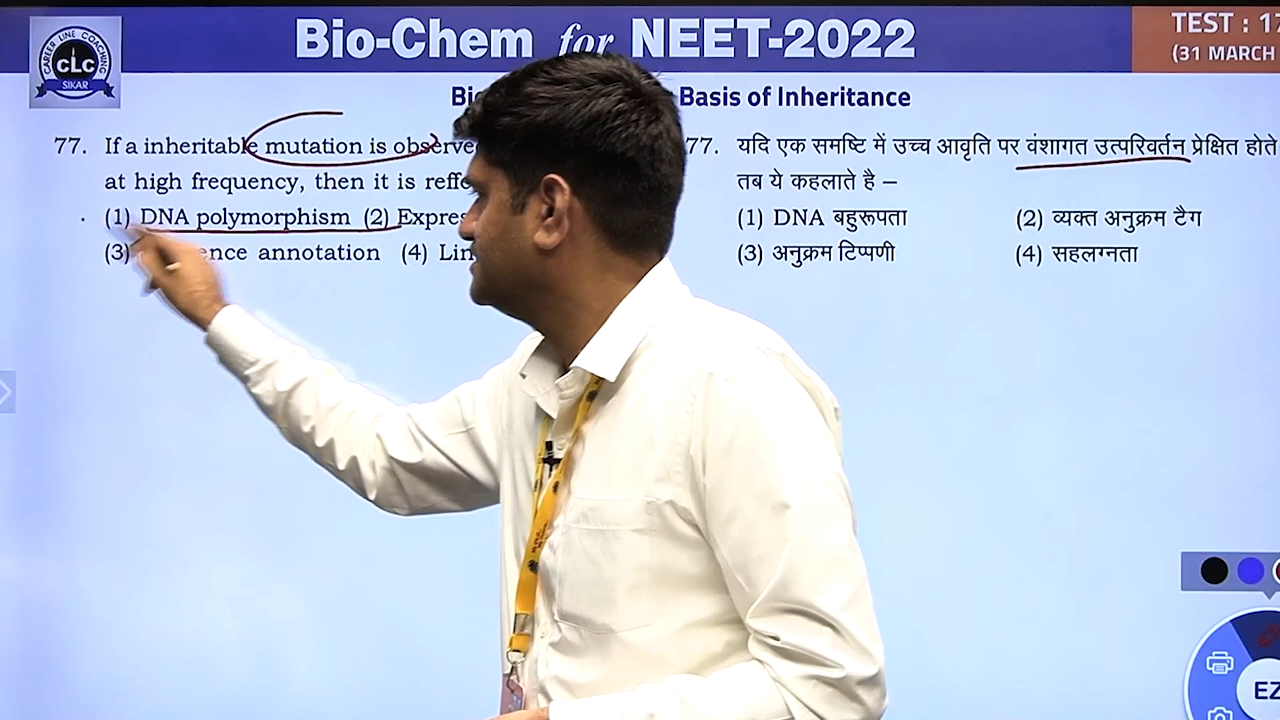 CAREER LINE COACHING
CLC
SIKAR
Bio-Chem for NEET-2022
TEST :
(31 MARCH
Basis of Inheritance
77. If a inheritable mutation is observe
at high frequency, then it is reffe
(1) DNA polymorphism (2) Expres
(3) ence annotation (4) Lin
77. यदि एक समष्टि में उच्च आवृति पर वंशागत उत्परिवर्तन प्रेक्षित होते
तब ये कहलाते है –
(1) DNA बहुरूपता (2) व्यक्त अनुक्रम टैग
(3) अनुक्रम टिप्पणी (4) सहलग्नता
EZ